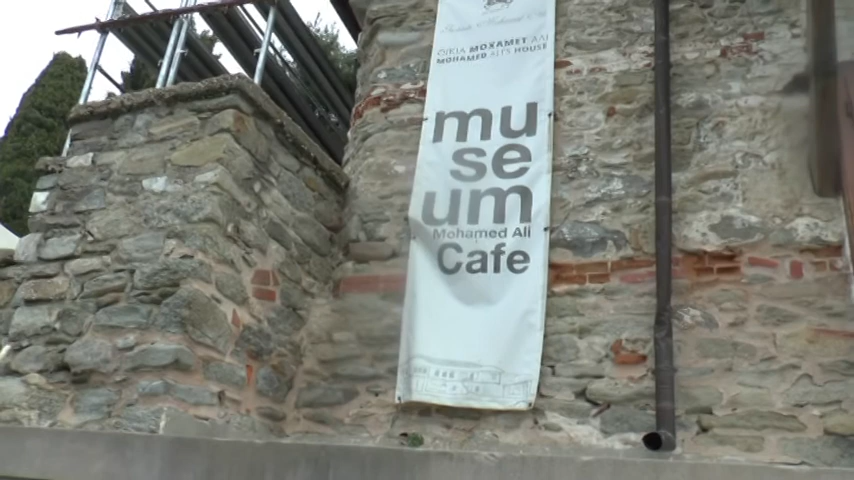 ΟΙΚΙΑ ΜΟΧΑΜΕΤ ΑΛΙ
MOHAMED ALI'S HOUSE
mu
se
um
Mohamed Ali
Cafe